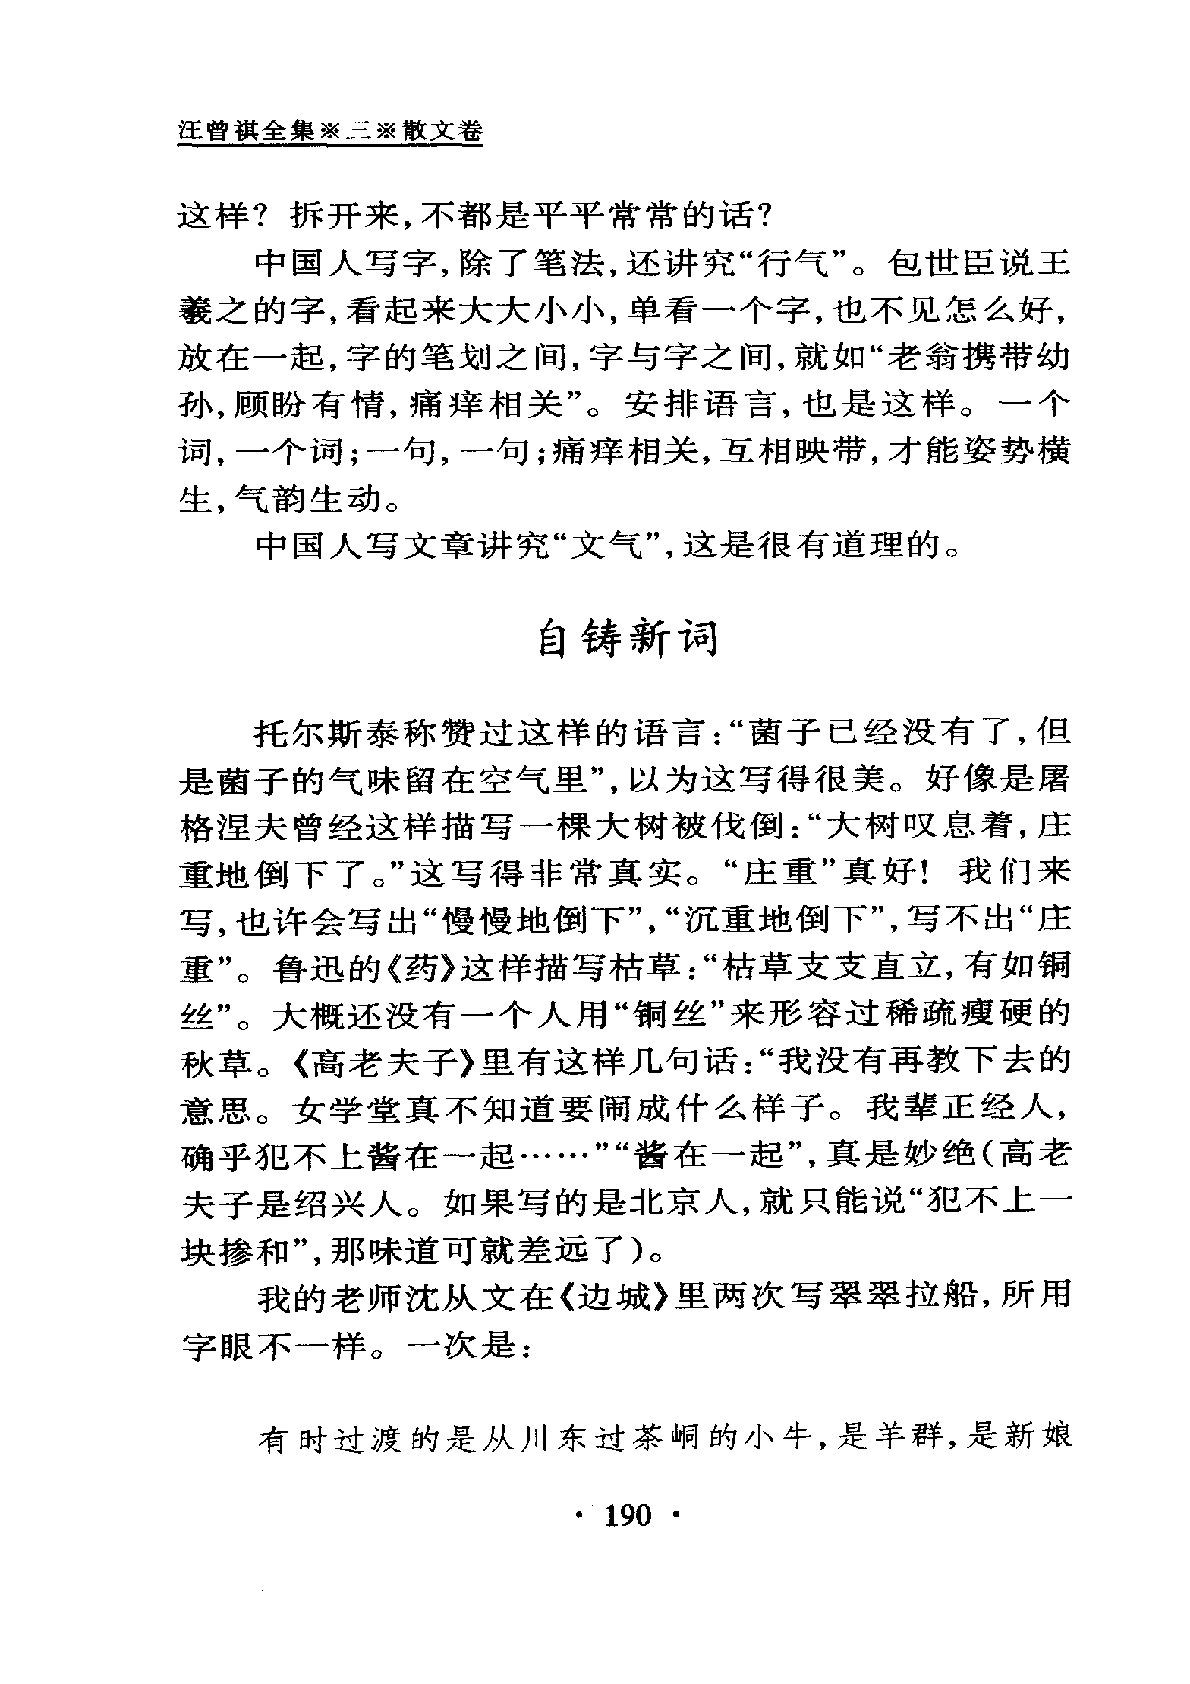 汪曾祺全集※三※散文卷
这样？拆开来，不都是平平常常的话？
中国人写字，除了笔法，还讲究“行气”。包世臣说王
羲之的字，看起来大大小小，单看一个字，也不见怎么好，
放在一起，字的笔划之间，字与字之间，就如“老翁携带幼
孙，顾盼有情，痛痒相关”。安排语言，也是这样。一个
词，一个词；一句，一句；痛痒相关，互相映带，才能姿势横
生，气韵生动。
中国人写文章讲究“文气”，这是很有道理的。
自铸新词
托尔斯泰称赞过这样的语言：“菌子已经没有了，但
是菌子的气味留在空气里”，以为这写得很美。好像是屠
格涅夫曾经这样描写一棵大树被伐倒：“大树叹息着，庄
重地倒下了。”这写得非常真实。“庄重”真好！我们来
写，也许会写出“慢慢地倒下”，“沉重地倒下”，写不出“庄
重”。鲁迅的《药》这样描写枯草：“枯草支支直立，有如铜
丝”。大概还没有一个人用“铜丝”来形容过稀疏瘦硬的
秋草。《高老夫子》里有这样几句话：“我没有再教下去的
意思。女学堂真不知道要闹成什么样子。我辈正经人，
确乎犯不上酱在一起……”“酱在一起”，真是妙绝（高老
夫子是绍兴人。如果写的是北京人，就只能说“犯不上一
块掺和”，那味道可就差远了）。
我的老师沈从文在《边城》里两次写翠翠拉船，所用
字眼不一样。一次是：
有时过渡的是从川东过茶峒的小牛，是羊群，是新娘
· 190 ·